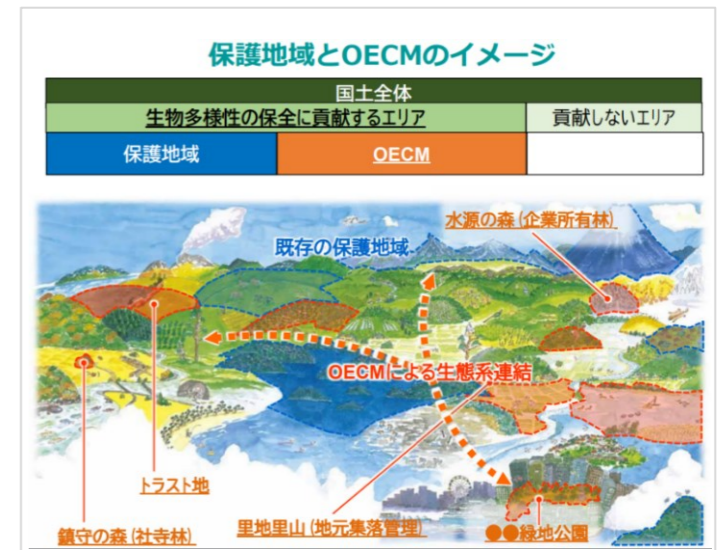 保護地域とOECMのイメージ
国土全体
生物多様性の保全に貢献するエリア
貢献しないエリア
保護地域
OECM
水源の森(企業所有林)
既存の保護地域
OECMによる生態系連結
トラスト地
鎮守の森(社寺林)
里地里山(地元集落管理)
●●緑地公園